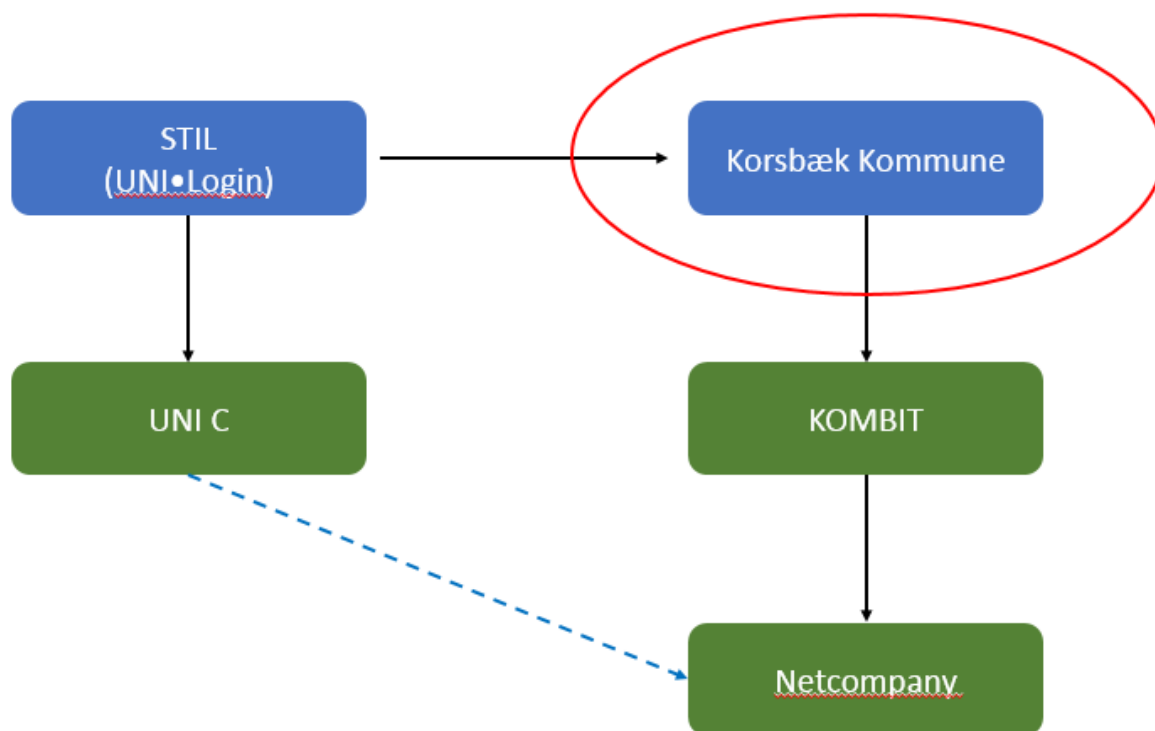 STIL
(UNI•Login)
Korsbæk Kommune
UNI C
KOMBIT
Netcompany